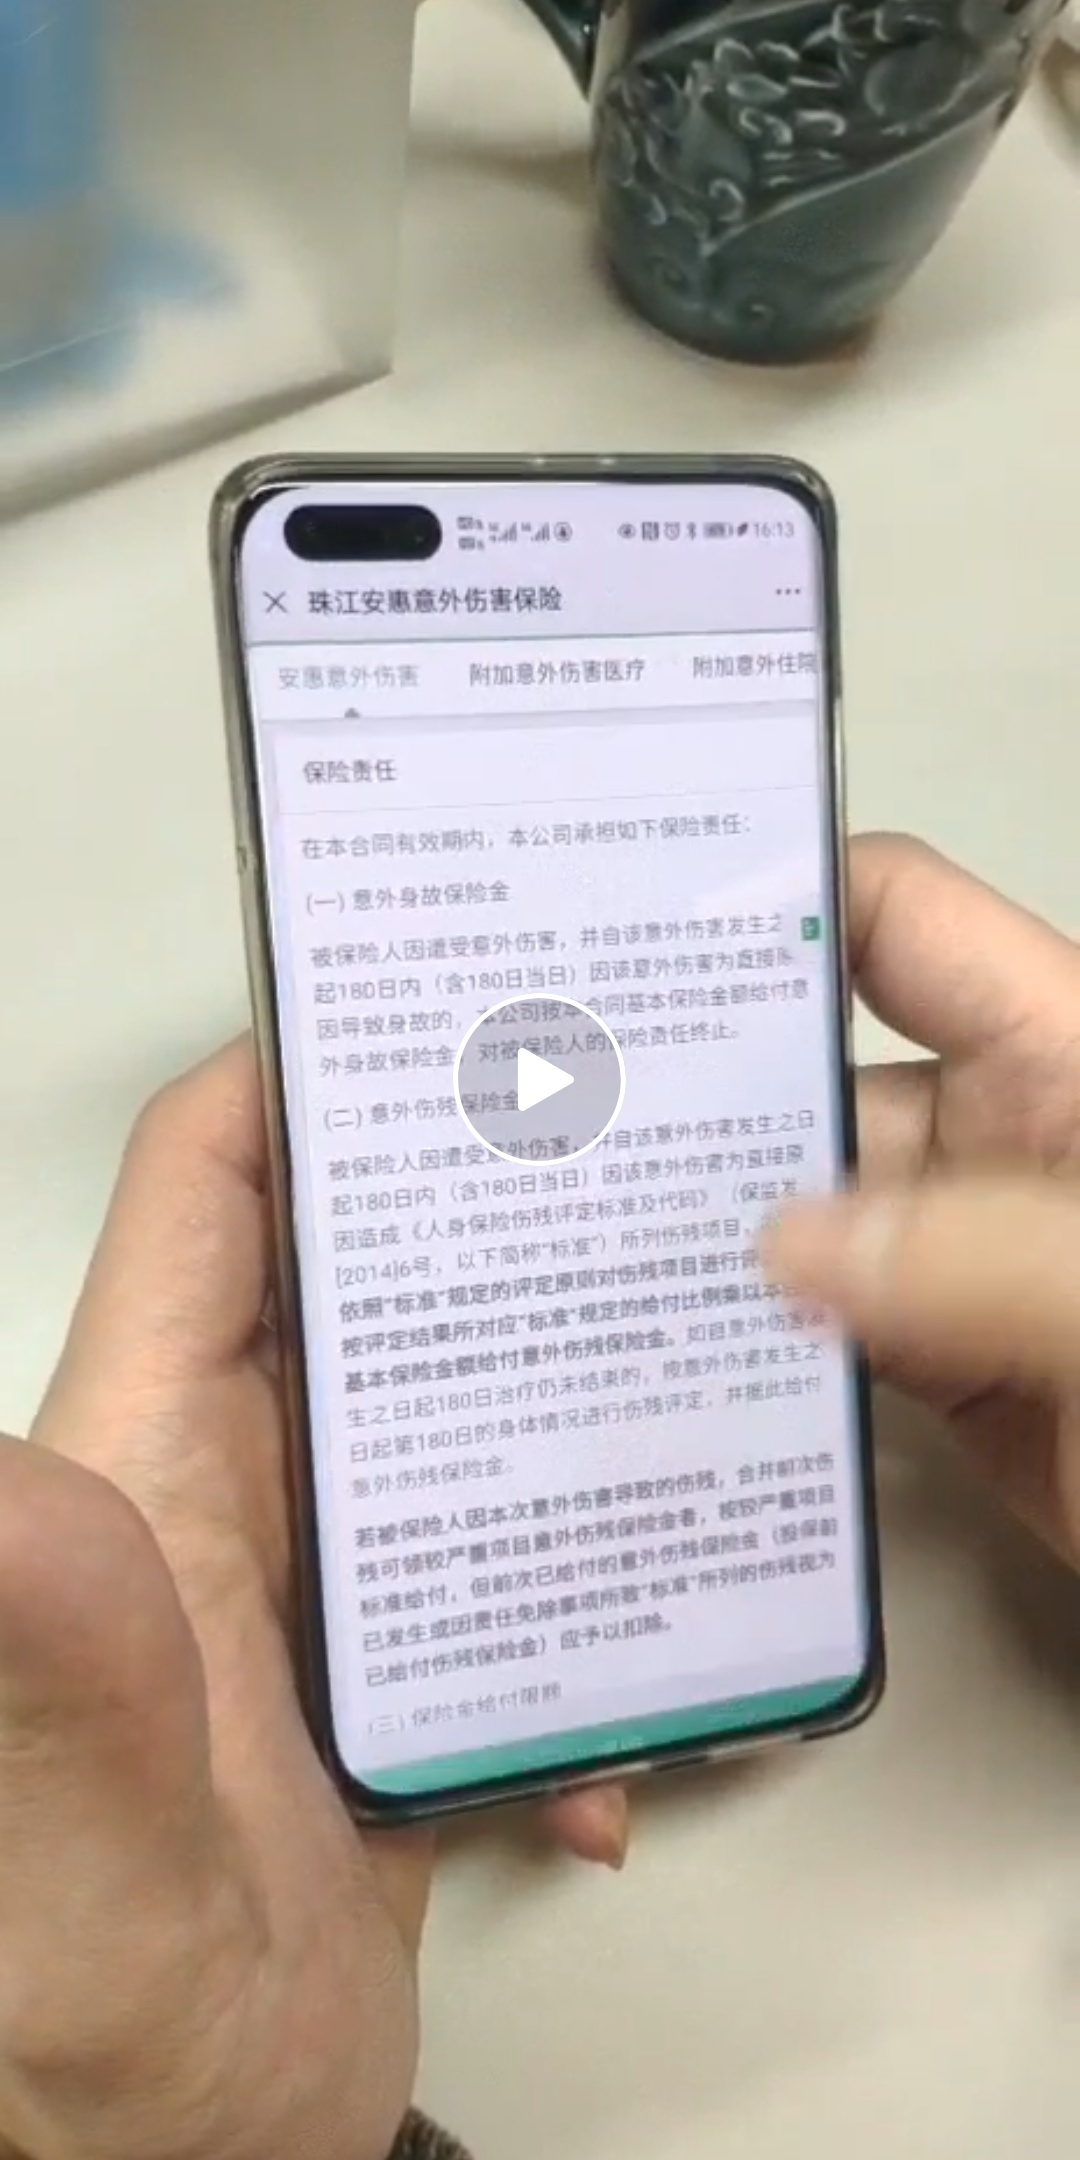 16:13
珠江安惠意外伤害保险
安惠意外伤害 附加意外伤害医疗 附加意外住院
保险责任
在本合同有效期内，本公司承担如下保险责任：
(一) 意外身故保险金
被保险人因遭受意外伤害，并自该意外伤害发生之
起180日内（含180日当日）因该意外伤害为直接原
因导致身故的，本公司按本合同基本保险金额给付意
外身故保险金，对被保险人的保险责任终止。
(二) 意外伤残保险金
被保险人因遭受意外伤害，并自该意外伤害发生之日
起180日内（含180日当日）因该意外伤害为直接原
因造成《人身保险伤残评定标准及代码》（保监发
[2014]6号，以下简称“标准”）所列伤残项目，
依照“标准”规定的评定原则对伤残项目进行评
按评定结果所对应“标准”规定的给付比例乘以本
基本保险金额给付意外伤残保险金。如自意外伤害发
生之日起180日治疗仍未结束的，按意外伤害发生之
日起第180日的身体情况进行伤残评定，并据此给付
意外伤残保险金。
若被保险人因本次意外伤害导致的伤残，合并前次伤
残可领较严重项目意外伤残保险金者，按较严重项目
标准给付，但前次已给付的意外伤残保险金（投保前
已发生或因责任免除事项所致“标准”所列的伤残视为
已给付伤残保险金）应予以扣除。
(三) 保险金给付限额